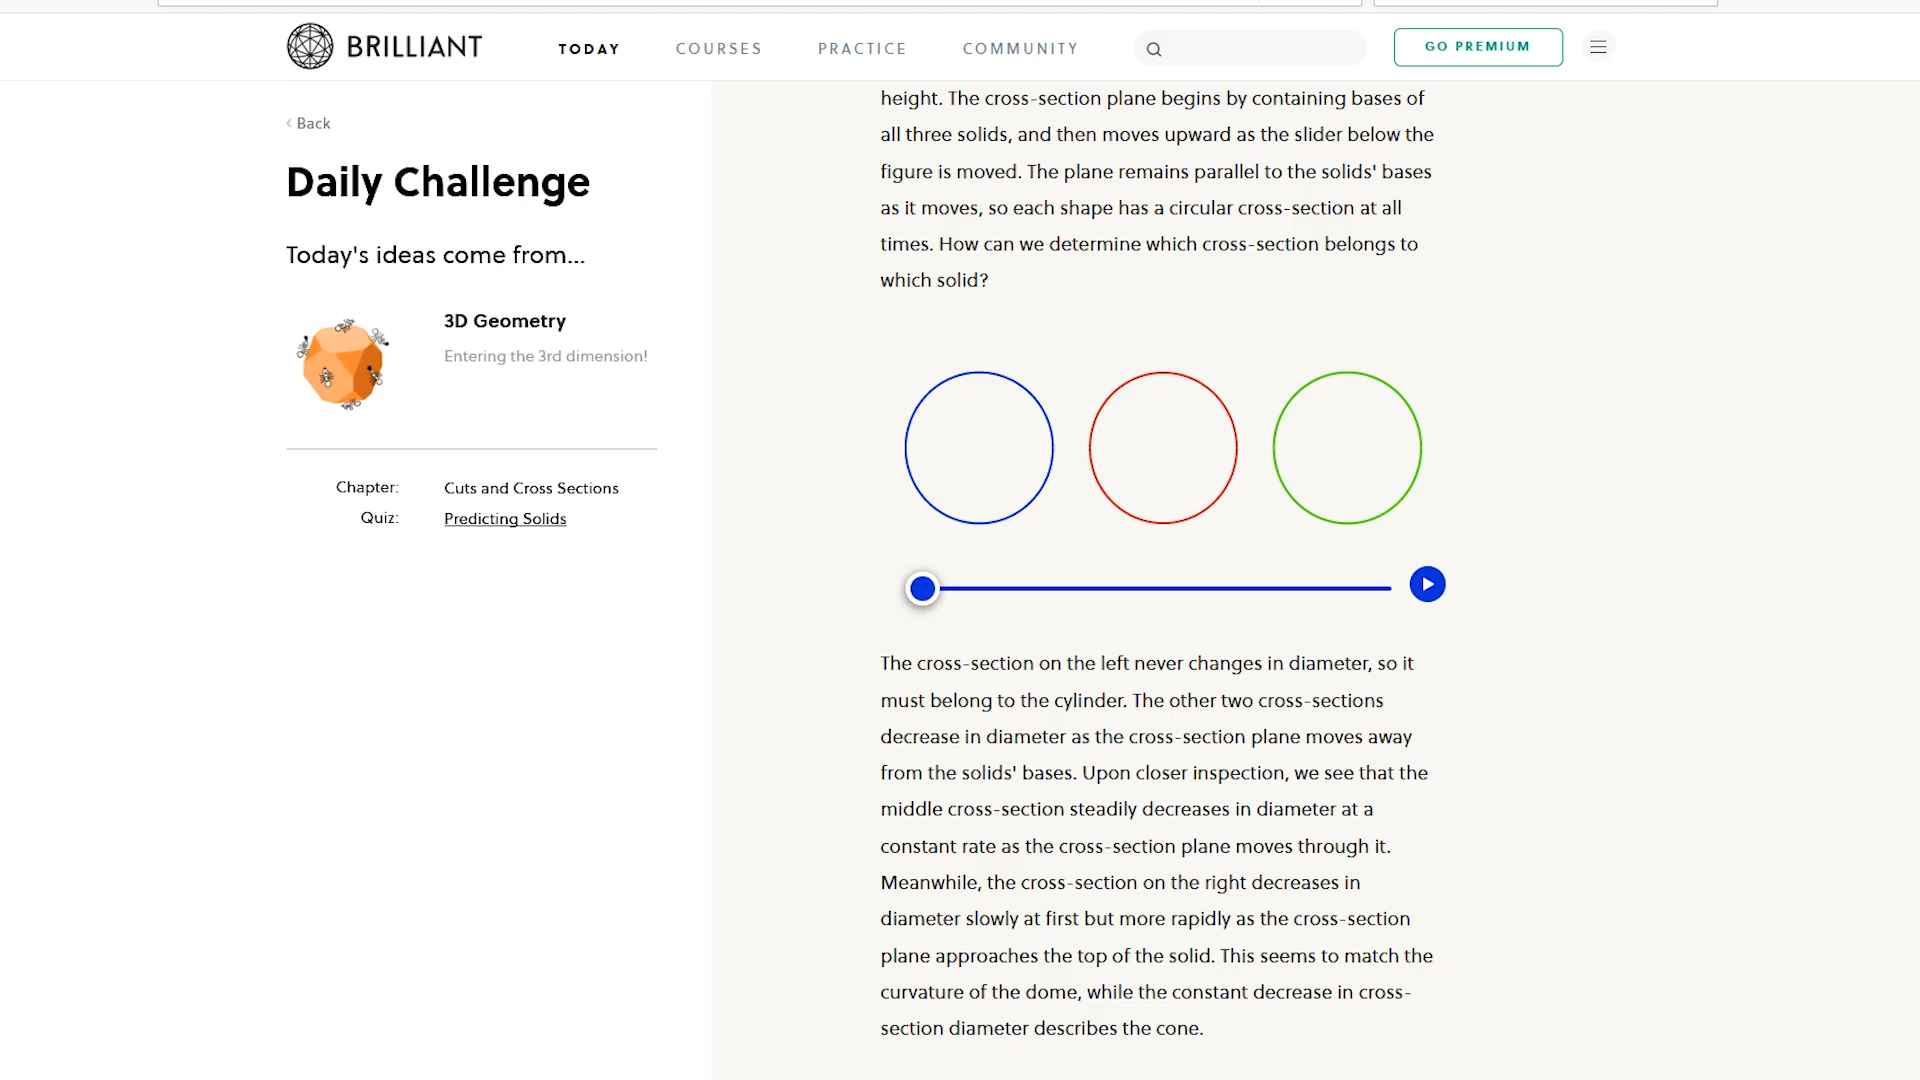 BRILLIANT
TODAY
COURSES
PRACTICE
COMMUNITY
GO PREMIUM
Back
Daily Challenge
Today's ideas come from...
3D Geometry
Entering the 3rd dimension!
Chapter: Cuts and Cross Sections
Quiz: Predicting Solids
height. The cross-section plane begins by containing bases of
all three solids, and then moves upward as the slider below the
figure is moved. The plane remains parallel to the solids' bases
as it moves, so each shape has a circular cross-section at all
times. How can we determine which cross-section belongs to
which solid?
The cross-section on the left never changes in diameter, so it
must belong to the cylinder. The other two cross-sections
decrease in diameter as the cross-section plane moves away
from the solids' bases. Upon closer inspection, we see that the
middle cross-section steadily decreases in diameter at a
constant rate as the cross-section plane moves through it.
Meanwhile, the cross-section on the right decreases in
diameter slowly at first but more rapidly as the cross-section
plane approaches the top of the solid. This seems to match the
curvature of the dome, while the constant decrease in cross-
section diameter describes the cone.